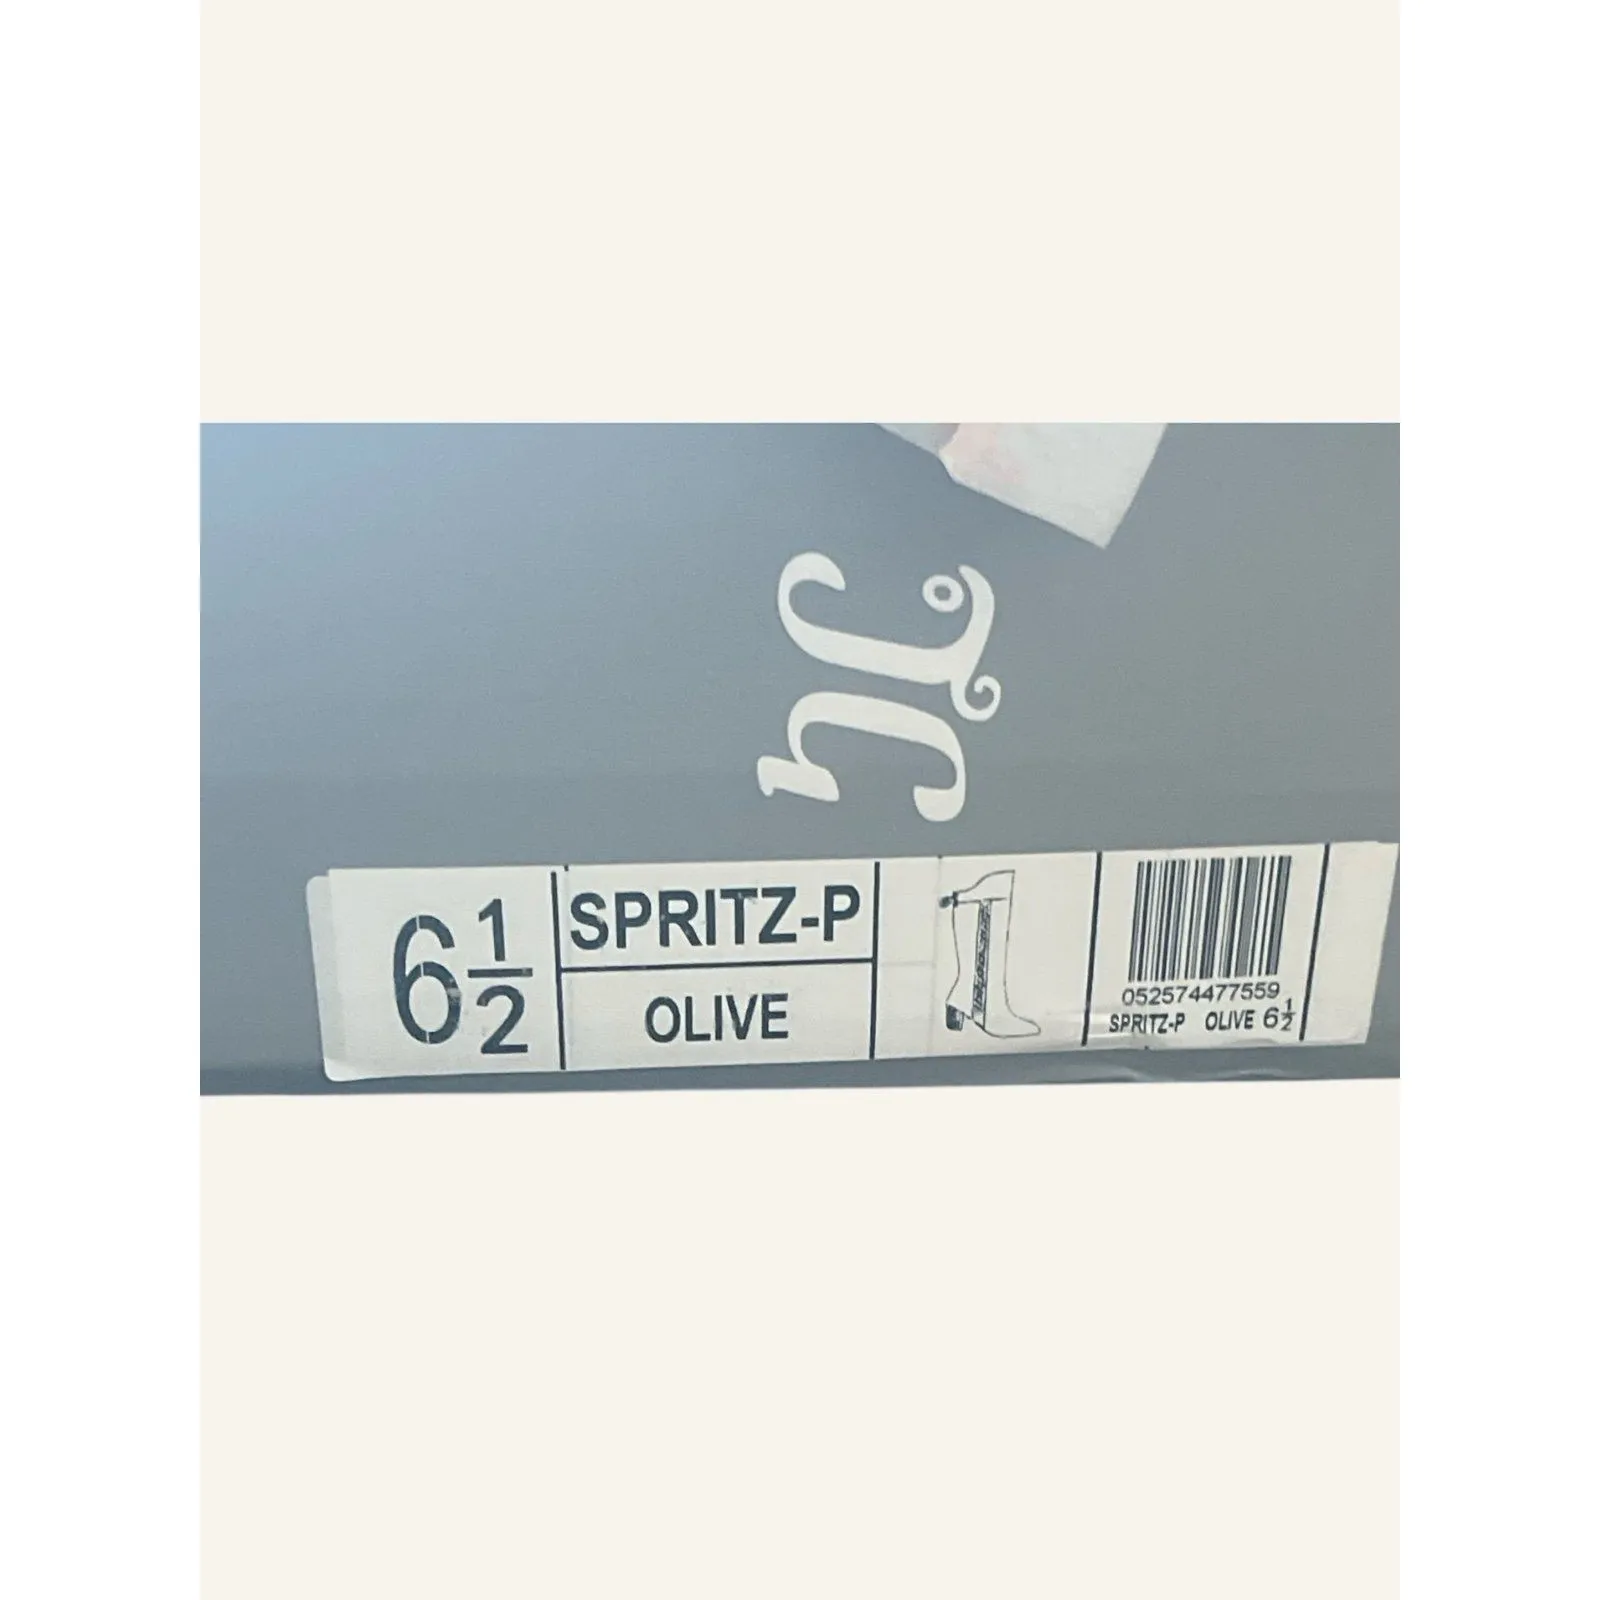 6 1/2
SPRITZ-P
OLIVE
052574477559
SPRITZ-P OLIVE 6 1/2